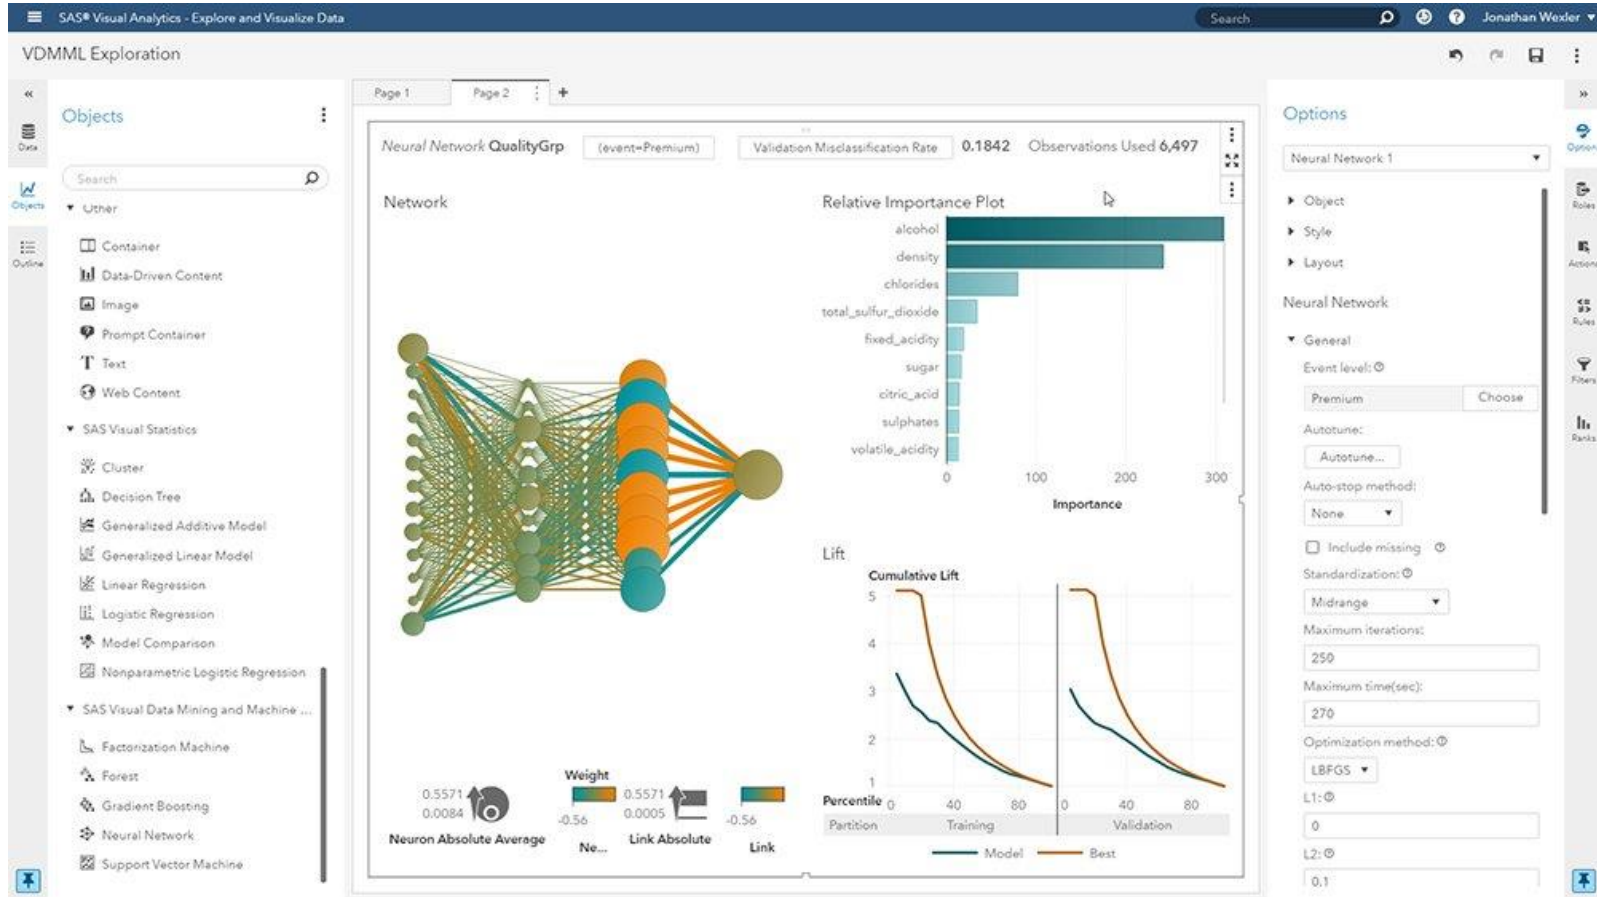 SAS® Visual Analytics - Explore and Visualize Data
Search
Jonathan Wexler
VDMML Exploration
Data
Objects
Outline
Objects
Search
Other
Container
Data-Driven Content
Image
Prompt Container
Text
Web Content
SAS Visual Statistics
Cluster
Decision Tree
Generalized Additive Model
Generalized Linear Model
Linear Regression
Logistic Regression
Model Comparison
Nonparametric Logistic Regression
SAS Visual Data Mining and Machine ...
Factorization Machine
Forest
Gradient Boosting
Neural Network
Support Vector Machine
Page 1
Page 2
Neural Network QualityGrp (event=Premium) Validation Misclassification Rate 0.1842 Observations Used 6,497
Network
Neuron Absolute Average
0.5571
0.0084
Weight
-0.56
Ne...
0.5571
0.0005
Link Absolute
-0.56
Link
Relative Importance Plot
alcohol
density
chlorides
total_sulfur_dioxide
fixed_acidity
sugar
citric_acid
sulphates
volatile_acidity
0 100 200 300
Importance
Lift
Cumulative Lift
5
4
3
2
1
Percentile 0 40 80 0 40 80
Partition Training Validation
Model Best
Options
Neural Network 1
Object
Style
Layout
Neural Network
General
Event level:
Premium Choose
Autotune:
Autotune...
Auto-stop method:
None
Include missing
Standardization:
Midrange
Maximum iterations:
250
Maximum time(sec):
270
Optimization method:
LBFGS
L1:
0
L2:
0.1
Option
Roles
Action
Rules
Filters
Ranks